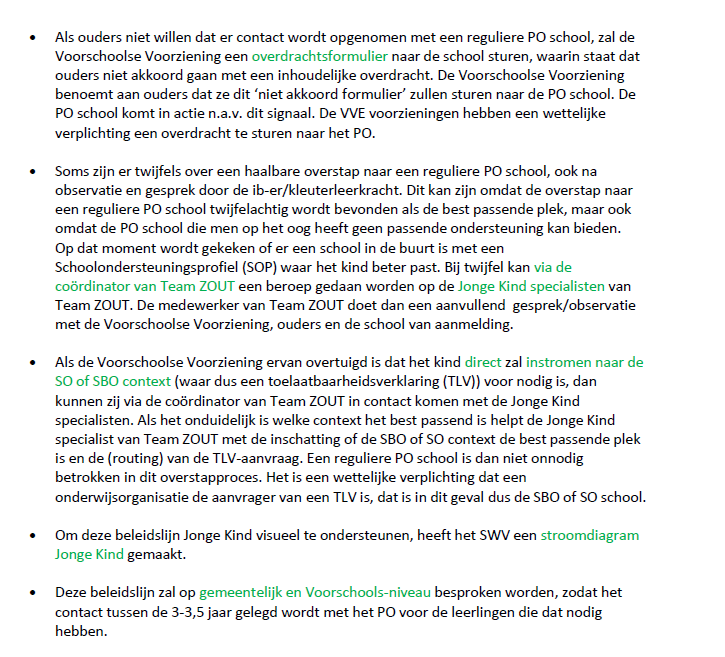 • Als ouders niet willen dat er contact wordt opgenomen met een reguliere PO school, zal de
Voorschoolse Voorziening een overdrachtsformulier naar de school sturen, waarin staat dat
ouders niet akkoord gaan met een inhoudelijke overdracht. De Voorschoolse Voorziening
benoemt aan ouders dat ze dit ‘niet akkoord formulier’ zullen sturen naar de PO school. De
PO school komt in actie n.a.v. dit signaal. De VVE voorzieningen hebben een wettelijke
verplichting een overdracht te sturen naar het PO.
• Soms zijn er twijfels over een haalbare overstap naar een reguliere PO school, ook na
observatie en gesprek door de ib-er/kleuterleerkracht. Dit kan zijn omdat de overstap naar
een reguliere PO school twijfelachtig wordt bevonden als de best passende plek, maar ook
omdat de PO school die men op het oog heeft geen passende ondersteuning kan bieden.
Op dat moment wordt gekeken of er een school in de buurt is met een
Schoolondersteuningsprofiel (SOP) waar het kind beter past. Bij twijfel kan via de
coördinator van Team ZOUT een beroep gedaan worden op de Jonge Kind specialisten van
Team ZOUT. De medewerker van Team ZOUT doet dan een aanvullend gesprek/observatie
met de Voorschoolse Voorziening, ouders en de school van aanmelding.
• Als de Voorschoolse Voorziening ervan overtuigd is dat het kind direct zal instromen naar de
SO of SBO context (waar dus een toelaatbaarheidsverklaring (TLV)) voor nodig is, dan
kunnen zij via de coördinator van Team ZOUT in contact komen met de Jonge Kind
specialisten. Als het onduidelijk is welke context het best passend is helpt de Jonge Kind
specialist van Team ZOUT met de inschatting of de SBO of SO context de best passende plek
is en de (routing) van de TLV-aanvraag. Een reguliere PO school is dan niet onnodig
betrokken in dit overstapproces. Het is een wettelijke verplichting dat een
onderwijsorganisatie de aanvrager van een TLV is, dat is in dit geval dus de SBO of SO school.
• Om deze beleidslijn Jonge Kind visueel te ondersteunen, heeft het SWV een stroomdiagram
Jonge Kind gemaakt.
• Deze beleidslijn zal op gemeentelijk en Voorschools-niveau besproken worden, zodat het
contact tussen de 3-3,5 jaar gelegd wordt met het PO voor de leerlingen die dat nodig
hebben.